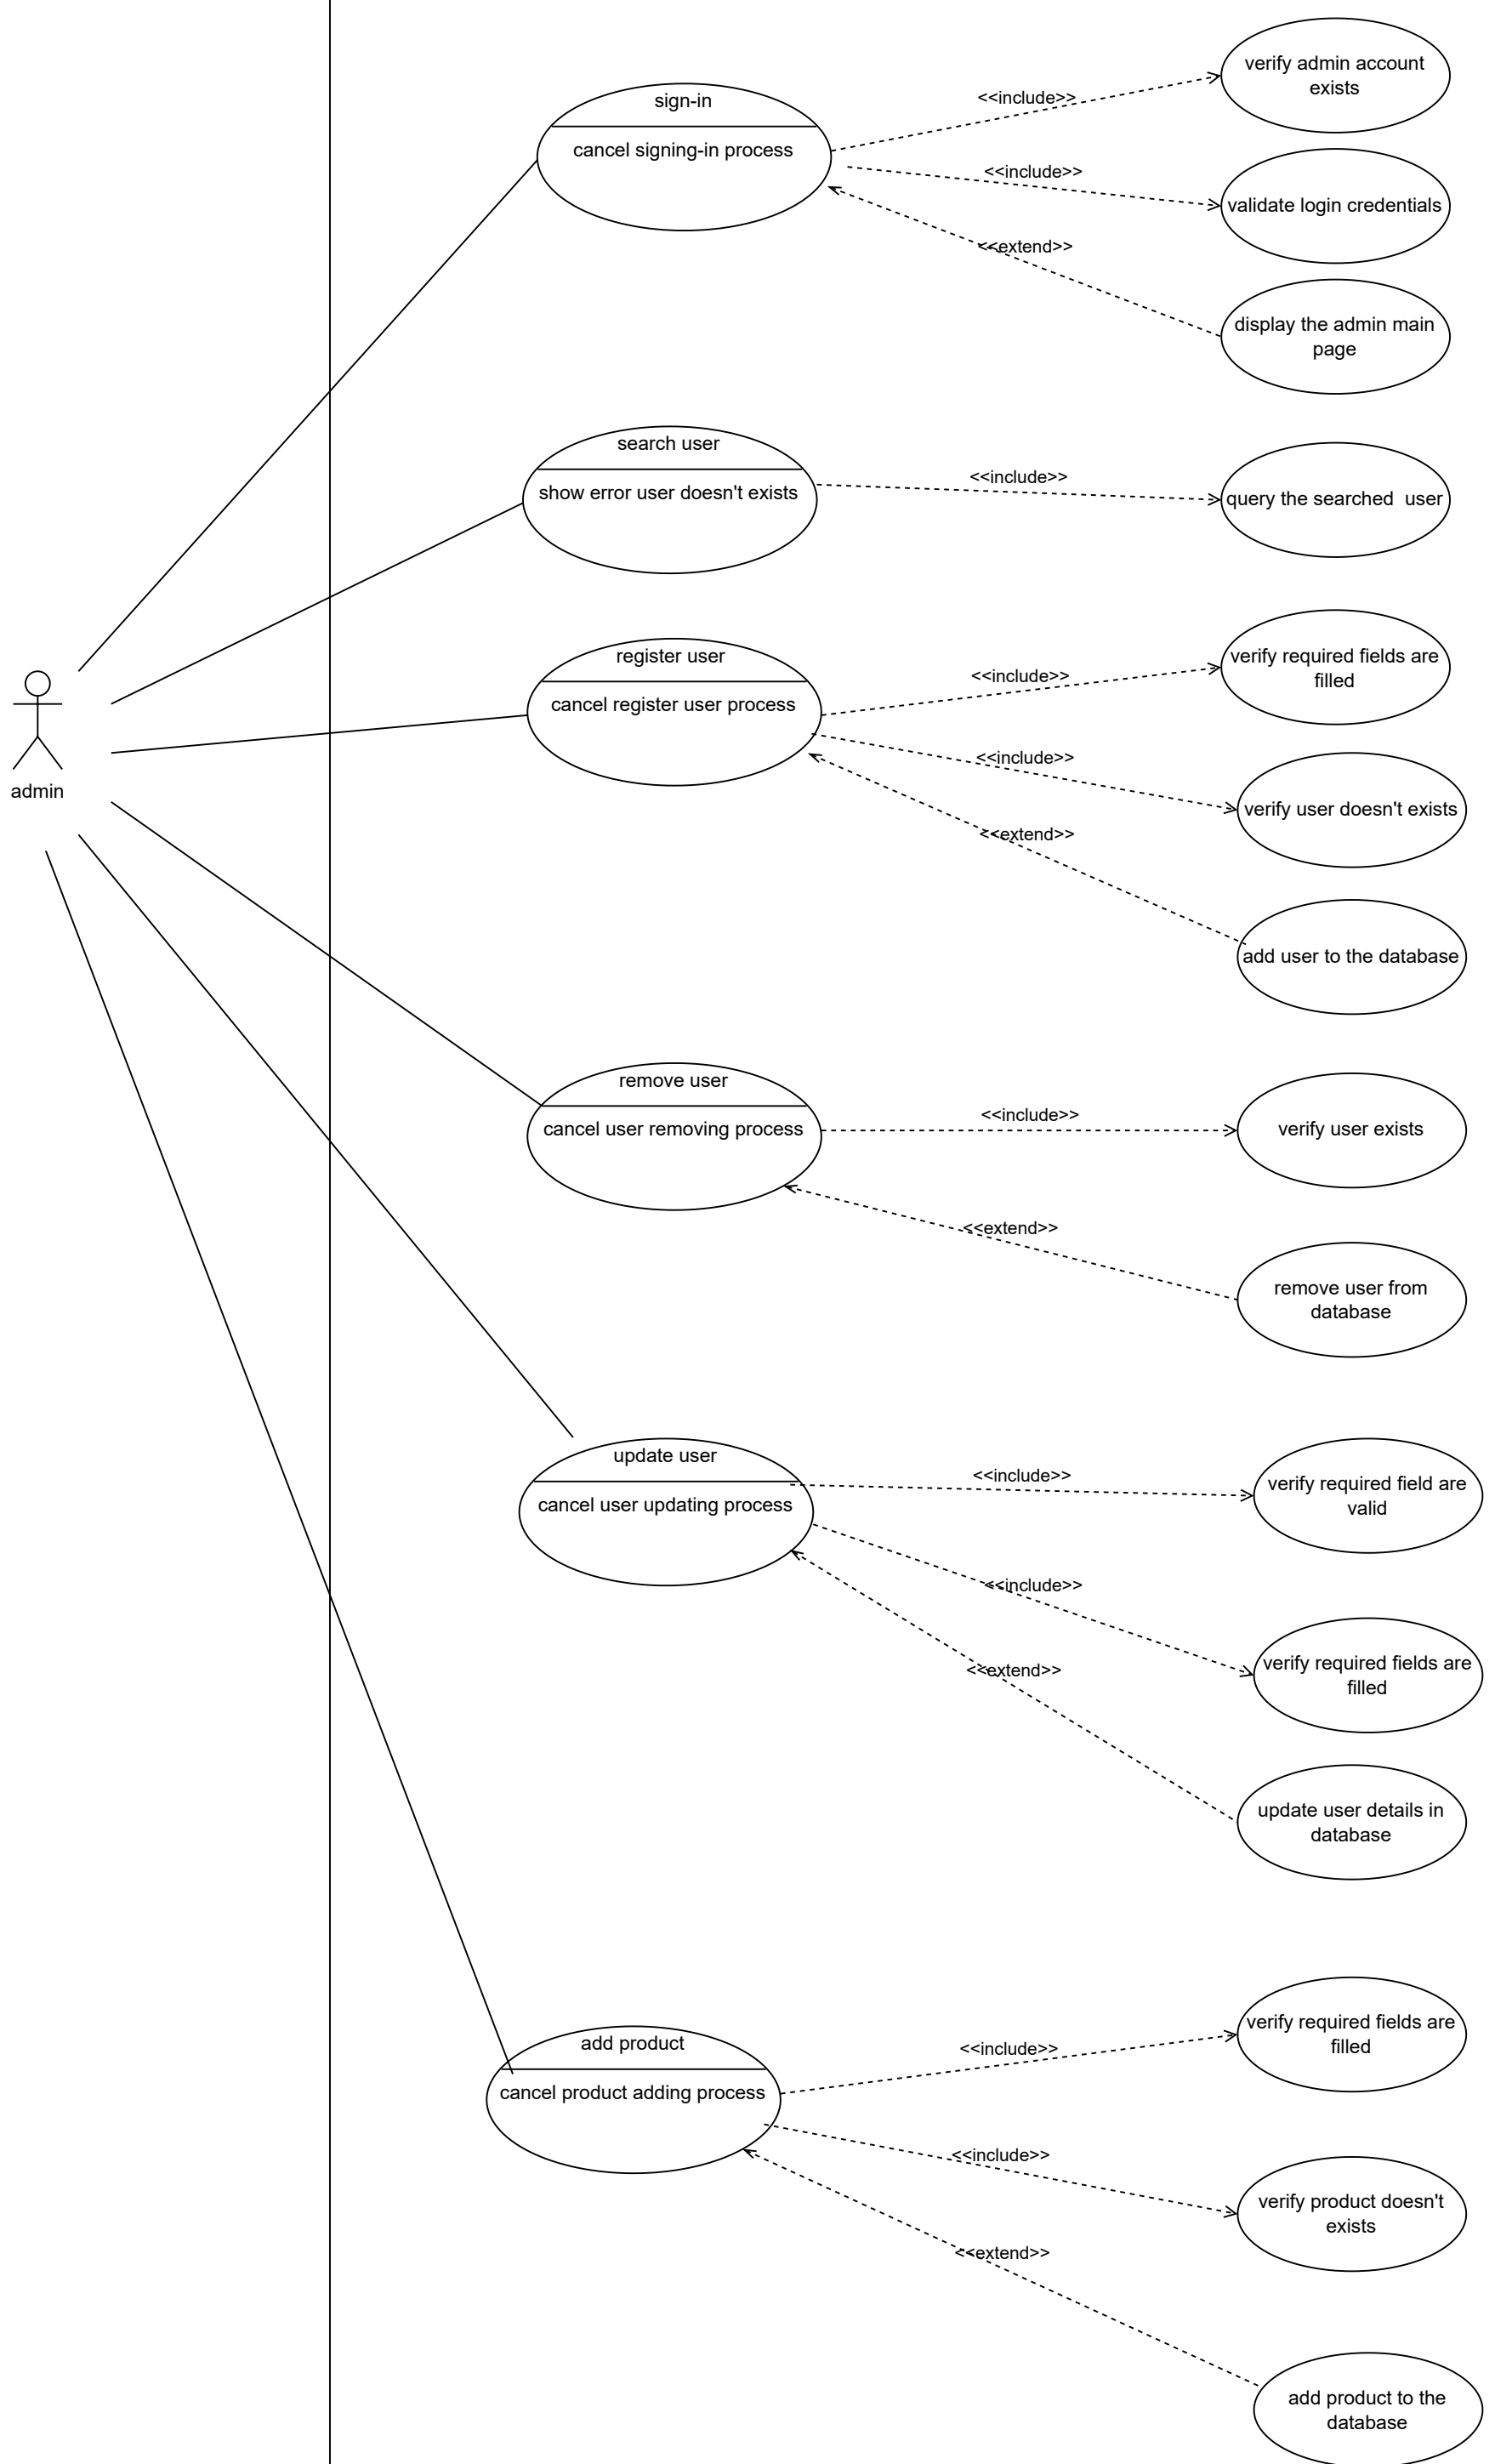 verify admin account
exists
sign-in
<<include>>
cancel signing-in process
<<include>>
validate login credentials
<<extend>>
display the admin main
page
search user
<<include>>
show error user doesn't exists
query the searched  user
register user
verify required fields are
filled
<<include>>
cancel register user process
<<include>>
admin
verify user doesn't exists
<<extend>>
add user to the database
remove user
<<include>>
cancel user removing process
verify user exists
<<extend>>
remove user from
database
update user
<<include>>
verify required field are
valid
cancel user updating process
<<include>>
verify required fields are
filled
<<extend>>
update user details in
database
verify required fields are
filled
add product
<<include>>
cancel product adding process
<<include>>
verify product doesn't
exists
<<extend>>
add product to the
database